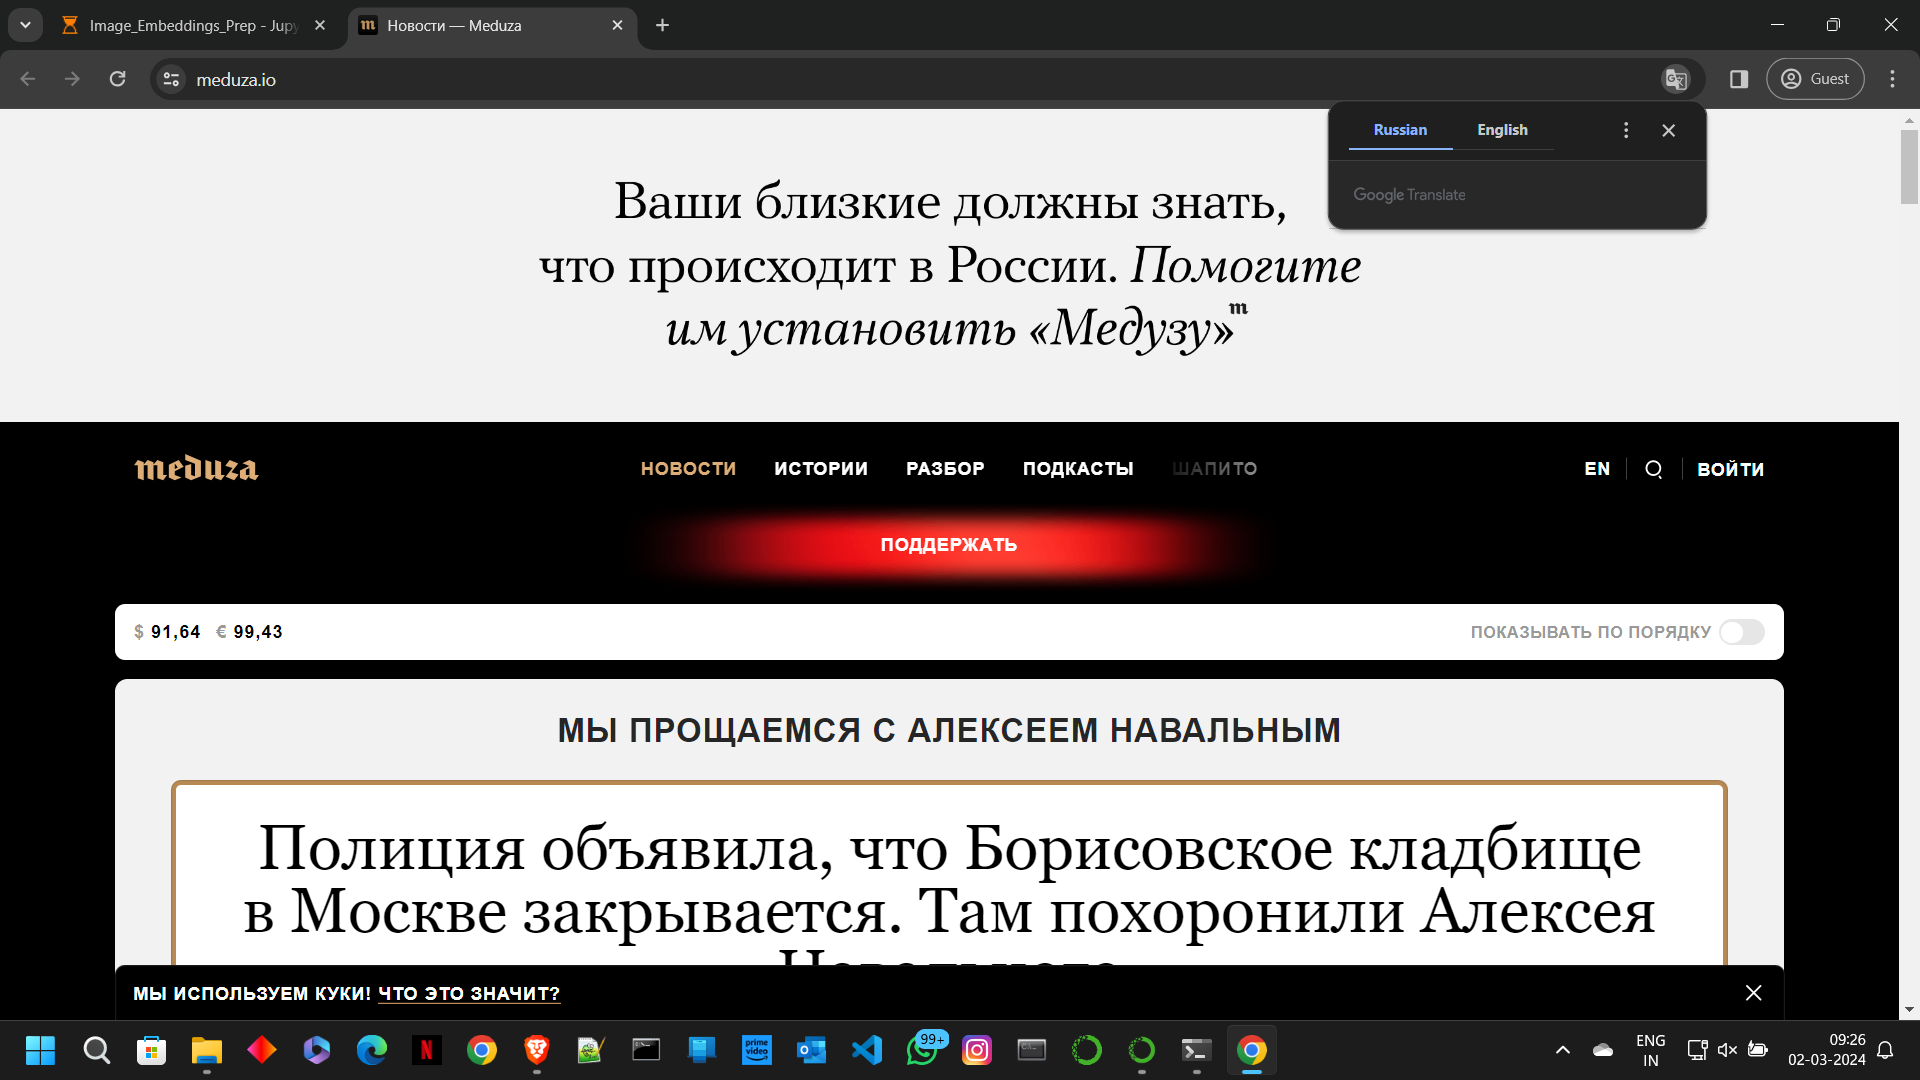 Image_Embeddings_Prep - Jupy
Новости — Meduza
meduza.io
Guest
Russian
English
Google Translate
Ваши близкие должны знать,
что происходит в России. Помогите
им установить «Медузу»
m
meduza
НОВОСТИ ИСТОРИИ РАЗБОР ПОДКАСТЫ ШАПИТО
EN
ВОЙТИ
ПОДДЕРЖАТЬ
$ 91,64 € 99,43
ПОКАЗЫВАТЬ ПО ПОРЯДКУ
МЫ ПРОЩАЕМСЯ С АЛЕКСЕЕМ НАВАЛЬНЫМ
Полиция объявила, что Борисовское кладбище
в Москве закрывается. Там похоронили Алексея
МЫ ИСПОЛЬЗУЕМ КУКИ! ЧТО ЭТО ЗНАЧИТ?
N
prime video
99+
ENG
IN
09:26
02-03-2024